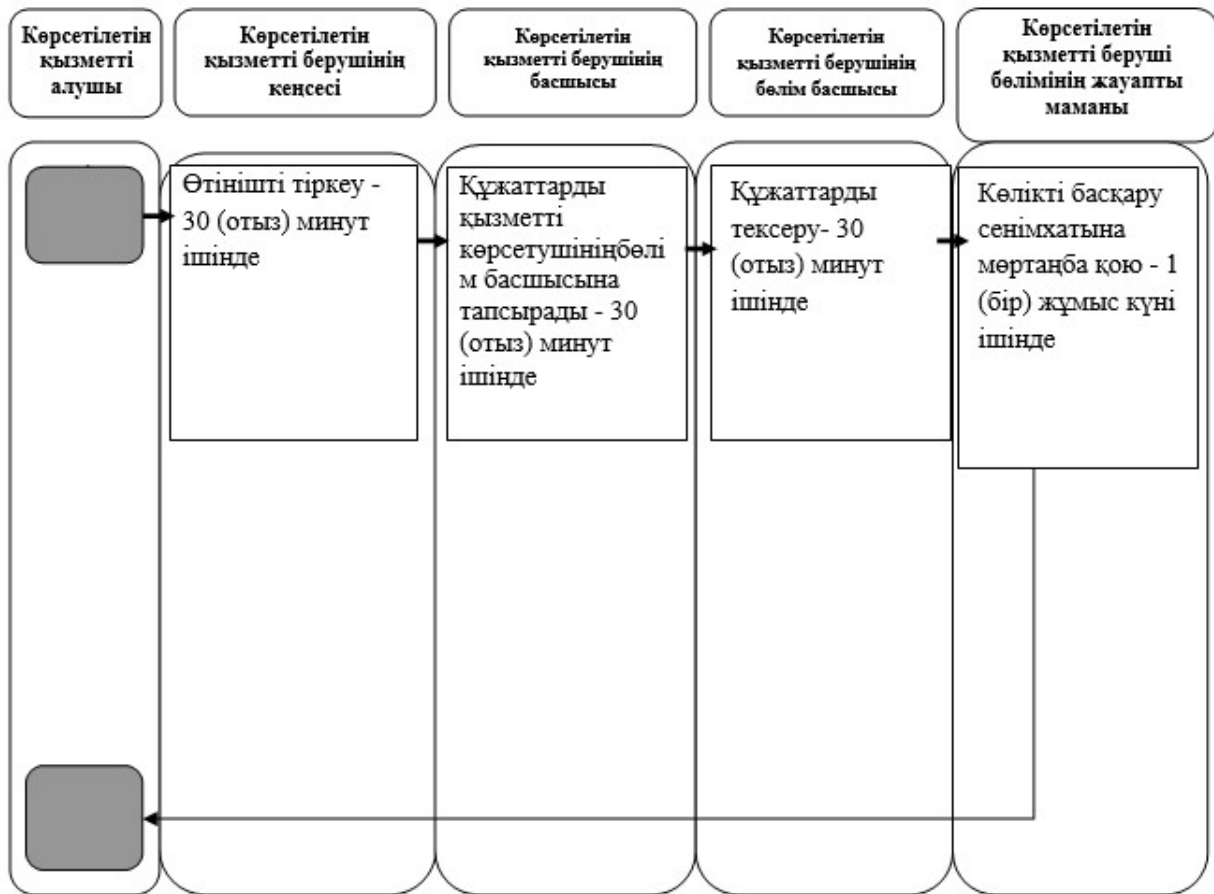 Көрсетілетін
қызметті
алушы
Көрсетілетін
қызметті берушінің
кеңсесі
Көрсетілетін
қызметті берушінің
басшысы
Көрсетілетін
қызметті берушінің
бөлім басшысы
Көрсетілетін
қызметті беруші
бөлімінің жауапты
маманы
Өтінішті тіркеу -
30 (отыз) минут
ішінде
Құжаттарды
қызметті
көрсетушініңбөлі
м басшысына
тапсырады - 30
(отыз) минут
ішінде
Құжаттарды
тексеру- 30
(отыз) минут
ішінде
Көлікті басқару
сенімхатына
мөртаңба қою - 1
(бір) жұмыс күні
ішінде